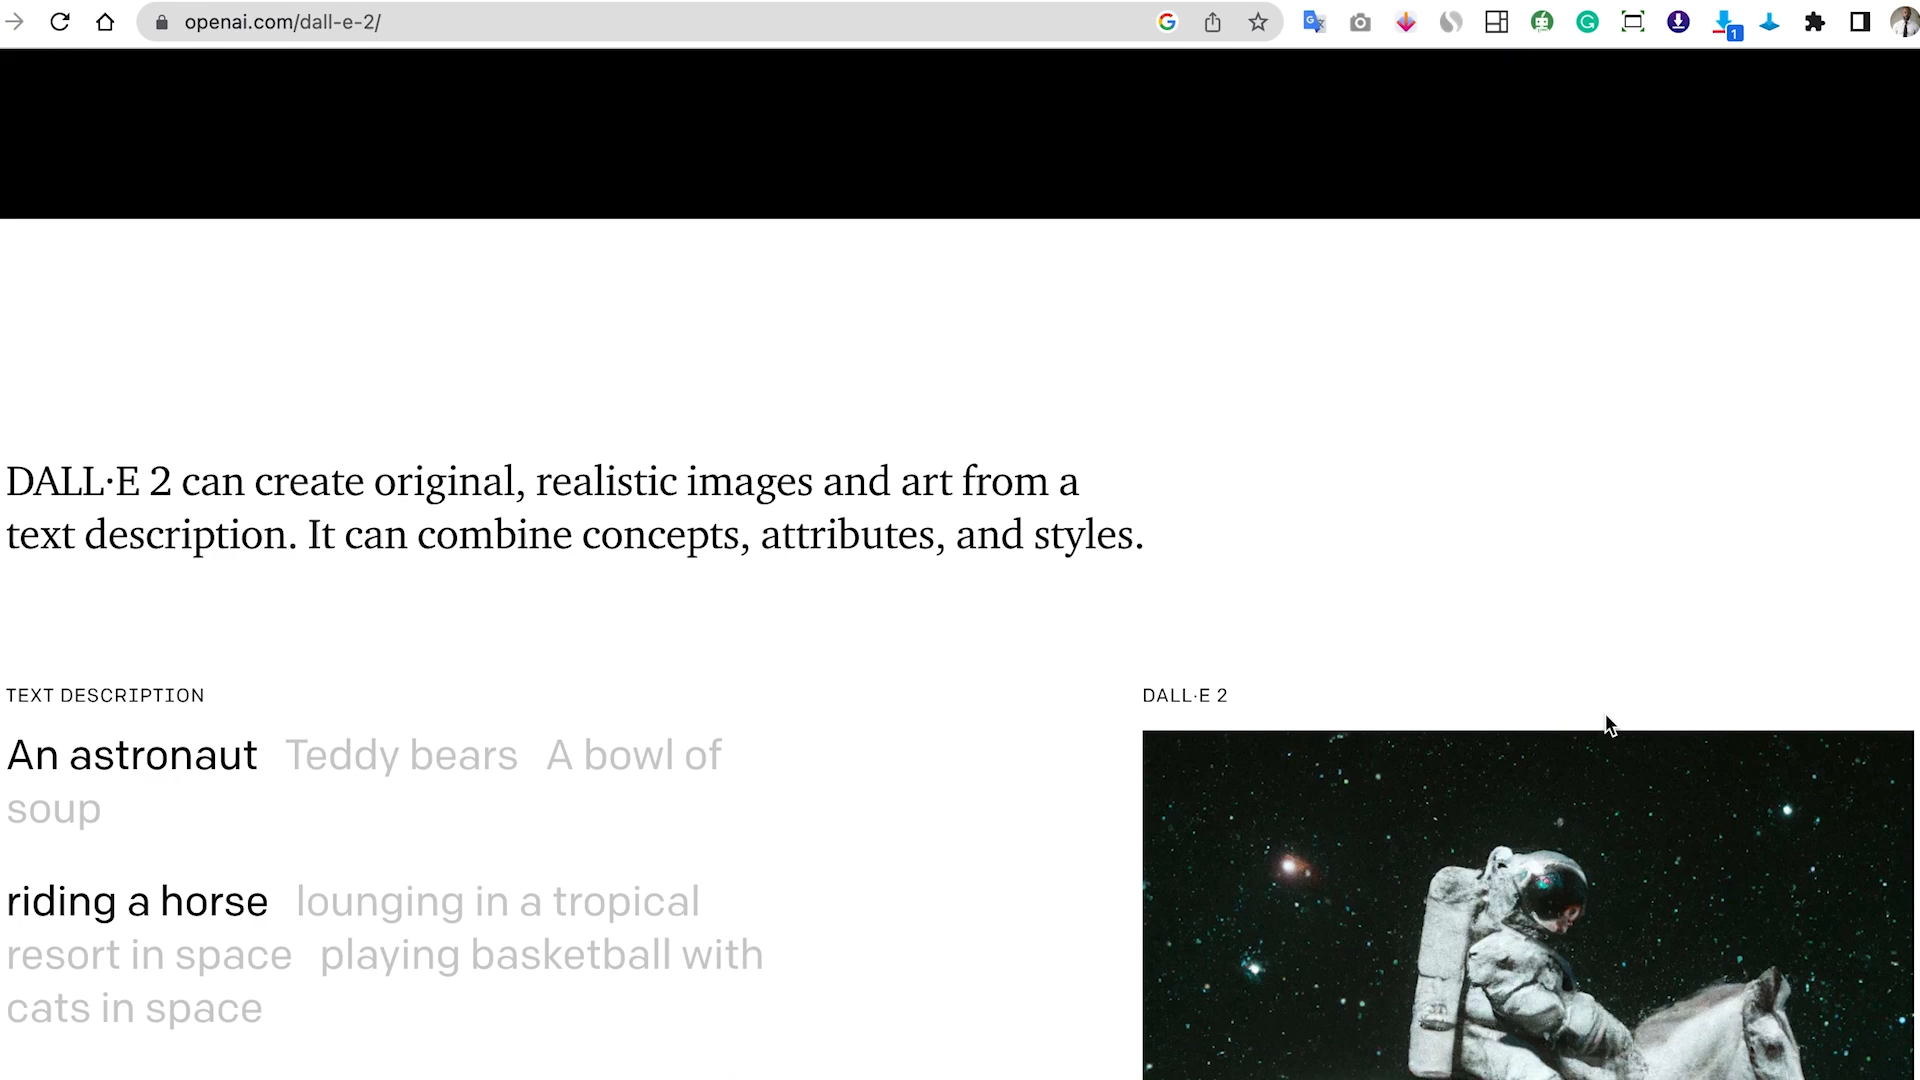 openai.com/dall-e-2/
1
DALL·E 2 can create original, realistic images and art from a
text description. It can combine concepts, attributes, and styles.
TEXT DESCRIPTION
An astronaut Teddy bears A bowl of
soup
riding a horse lounging in a tropical
resort in space playing basketball with
cats in space
DALL·E 2